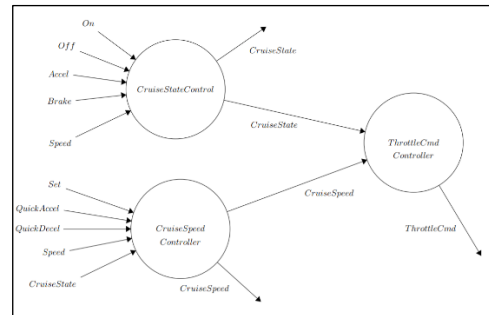 On
Off
Accel
Brake
Speed
CruiseStateControl
CruiseState
CruiseState
Set
QuickAccel
QuickDecel
Speed
CruiseState
CruiseSpeed
Controller
CruiseSpeed
CruiseSpeed
ThrottleCmd
Controller
ThrottleCmd